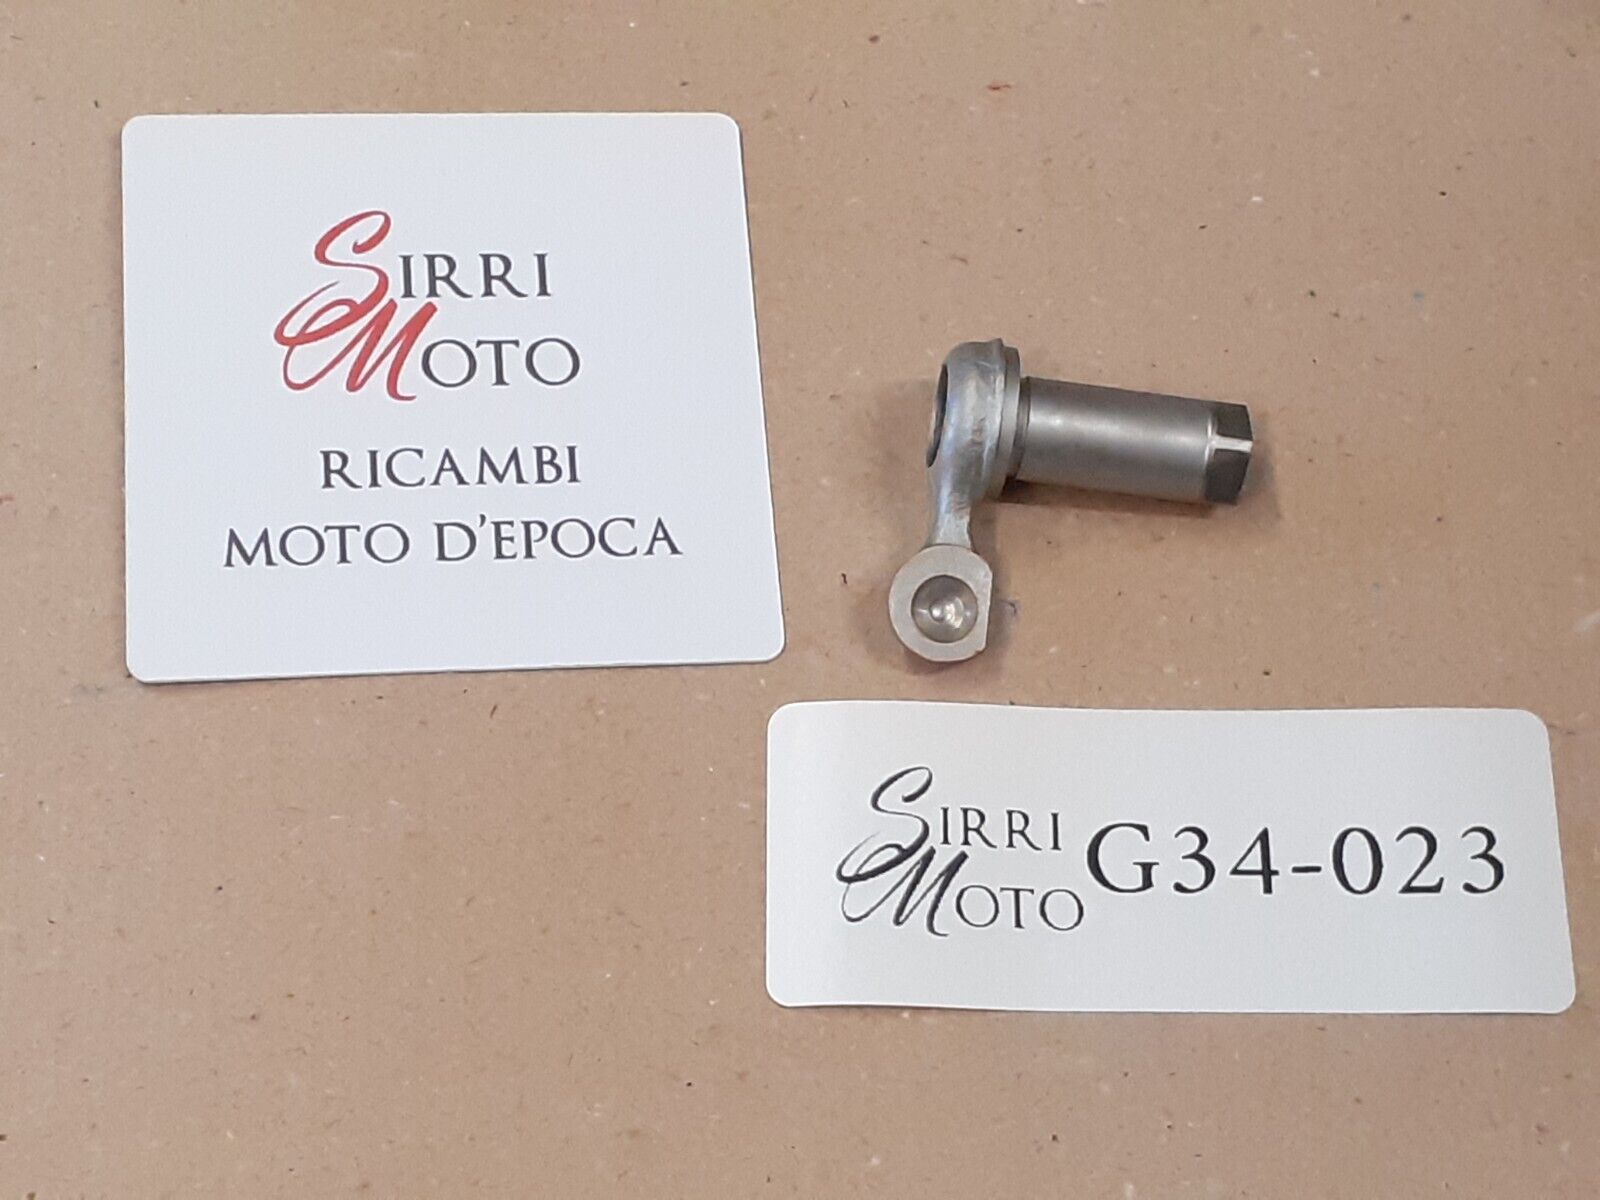 SIRRI
MOTO
RICAMBI
MOTO D'EPOCA
SIRRI
MOTO
G34-023